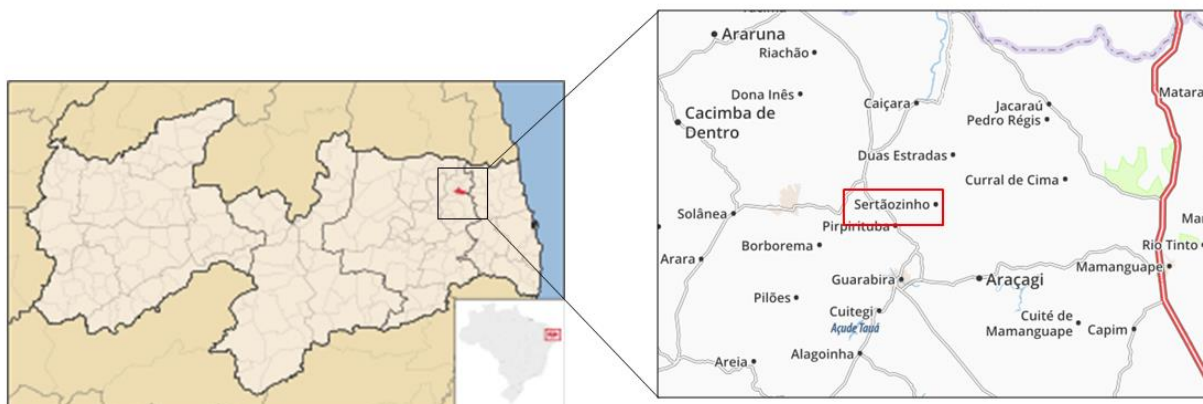 Araruna
Riachão
Dona Inês
Caiçara
Jacaraú
Matara
Cacimba de
Dentro
Pedro Régis
Duas Estradas
Curral de Cima
Sertãozinho
Solânea
Pirpirituba
Borborema
Rio Tinto
Arara
Mamanguape
Guarabira
Araçagi
Pilões
Cuitegi
Cuité de
Mamanguape
Capim
Açude Tauá
Areia
Alagoinha